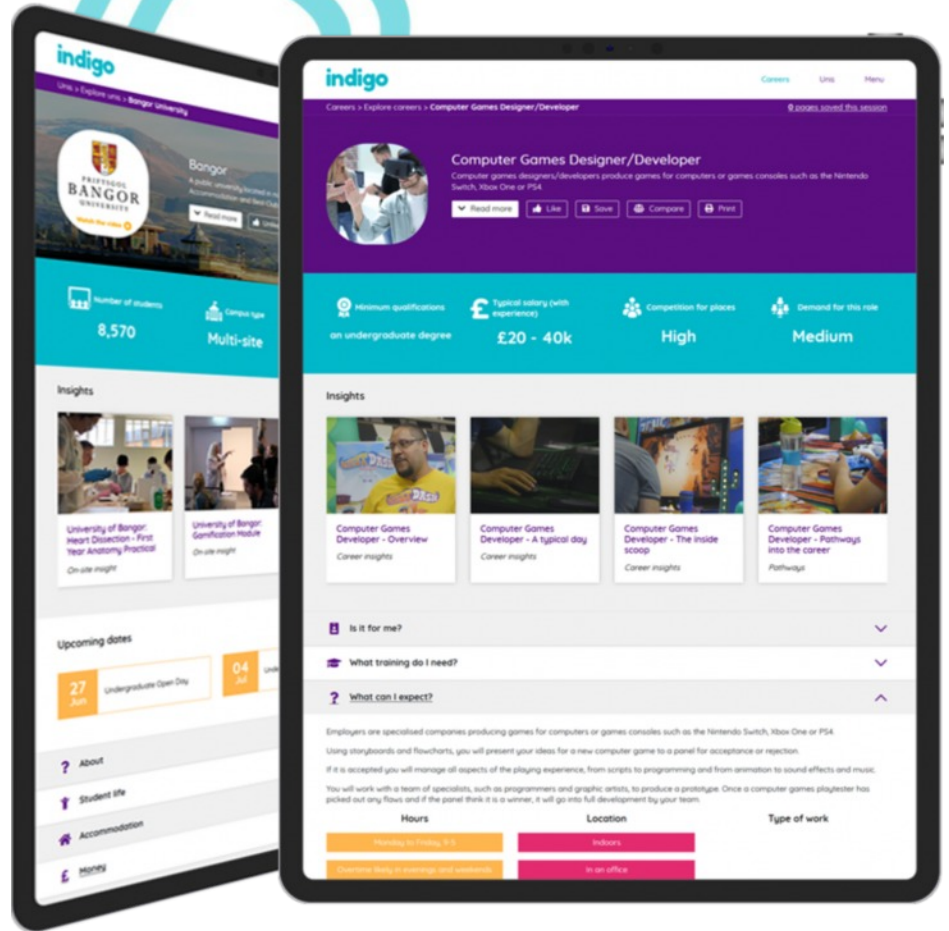 indigo
Unis > Explore unis > Bangor University
PRIFYSGOL
BANGOR
UNIVERSITY
Watch the video
Bangor
A public university located in
Accommodation and Best Club
Read more
Number of students
8,570
Campus type
Multi-site
Insights
University of Bangor:
Heart Dissection - First
Year Anatomy Practical
On-site insight
University of Bangor:
Gamification Module
On-site insight
Upcoming dates
27
Jun
Undergraduate Open Day
04
Jul
? About
Student life
Accommodation
£ Money
indigo
Careers Unis Menu
Careers > Explore careers > Computer Games Designer/Developer
0 pages saved this session
Computer Games Designer/Developer
Computer games designers/developers produce games for computers or games consoles such as the Nintendo
Switch, Xbox One or PS4.
Read more Like Save Compare Print
Minimum qualifications
an undergraduate degree
£ Typical salary (with
experience)
£20 - 40k
Competition for places
High
Demand for this role
Medium
Insights
Computer Games
Developer - Overview
Career insights
Computer Games
Developer - A typical day
Career insights
Computer Games
Developer - The inside
scoop
Career insights
Computer Games
Developer - Pathways
into the career
Pathways
Is it for me?
What training do I need?
? What can I expect?
Employers are specialised companies producing games for computers or games consoles such as the Nintendo Switch, Xbox One or PS4.
Using storyboards and flowcharts, you will present your ideas for a new computer game to a panel for acceptance or rejection.
If it is accepted you will manage all aspects of the playing experience, from scripts to programming and from animation to sound effects and music.
You will work with a team of specialists, such as programmers and graphic artists, to produce a prototype. Once a computer games playtester has
picked out any flaws and if the panel think it is a winner, it will go into full development by your team.
Hours Location Type of work
Monday to Friday, 9-5 Indoors
Overtime likely in evenings and weekends In an office